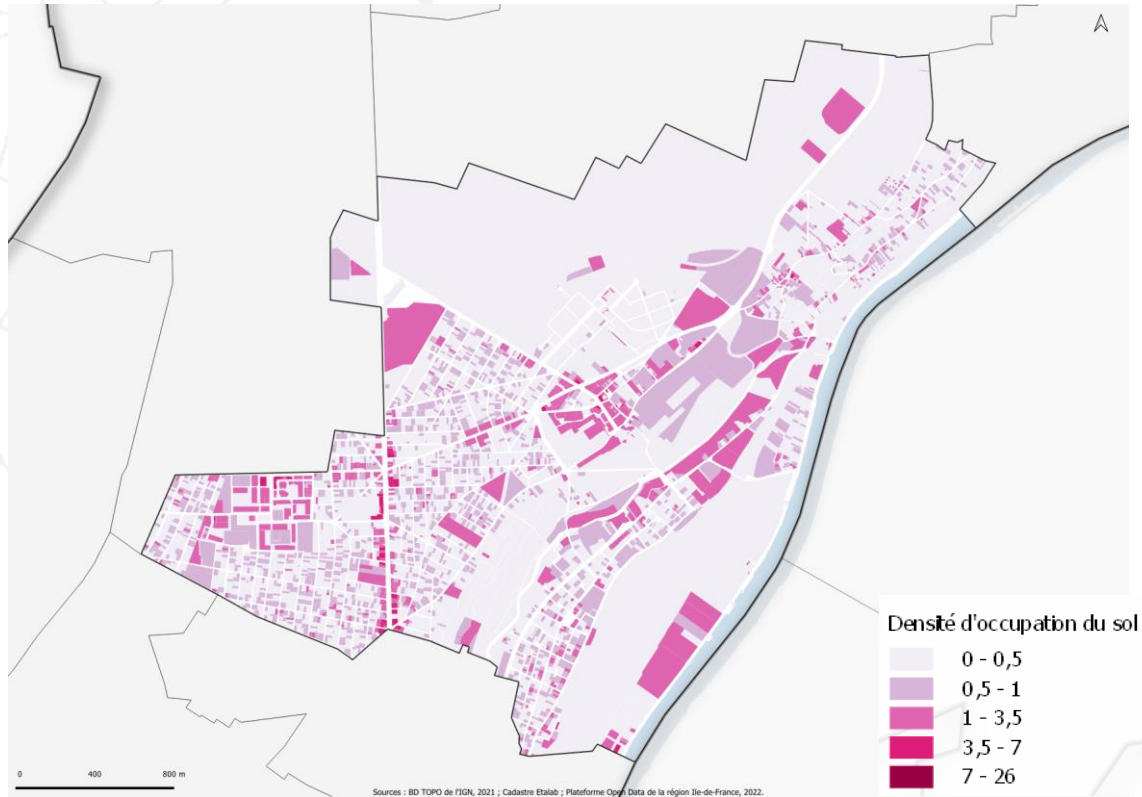 Densité d'occupation du sol
0 - 0,5
0,5 - 1
1 - 3,5
3,5 - 7
7 - 26
0 400 800 m
Sources : BD TOPO de l'IGN, 2021 ; Cadastre Etalab ; Plateforme Open Data de la région Ile-de-France, 2022.